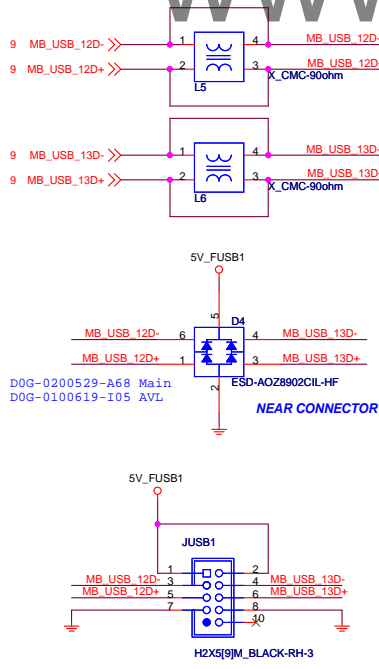 WWW
9 MB_USB_12D- 1 4 MB_USB_12D-
9 MB_USB_12D+ 2 3 MB_USB_12D
L5 X_CMC-90ohm
9 MB_USB_13D- 1 4 MB_USB_13D-
9 MB_USB_13D+ 2 3 MB_USB_13D
L6 X_CMC-90ohm
5V_FUSB1
5 D4
MB_USB_12D- 6 4 MB_USB_13D-
MB_USB_12D+ 1 3 MB_USB_13D+
D0G-0200529-A68 Main 2 ESD-AOZ8902CIL-HF
D0G-0100619-I05 AVL
NEAR CONNECTOR
5V_FUSB1
JUSB1
1 2
MB_USB_12D- 3 4 MB_USB_13D-
MB_USB_12D+ 5 6 MB_USB_13D+
7 8
10
H2X5[9]M_BLACK-RH-3